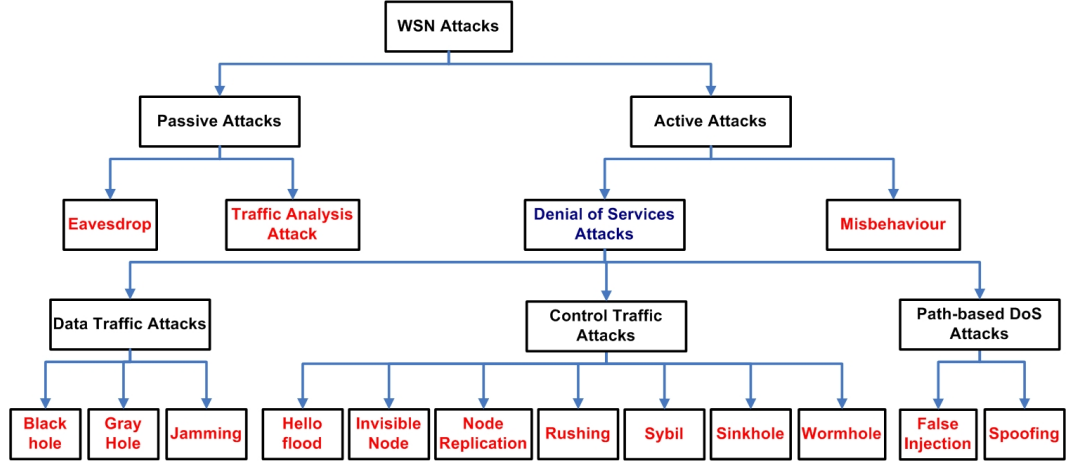 WSN Attacks
Passive Attacks
Active Attacks
Eavesdrop
Traffic Analysis
Attack
Denial of Services
Attacks
Misbehaviour
Data Traffic Attacks
Control Traffic
Attacks
Path-based DoS
Attacks
Black
hole
Gray
Hole
Jamming
Hello
flood
Invisible
Node
Node
Replication
Rushing
Sybil
Sinkhole
Wormhole
False
Injection
Spoofing